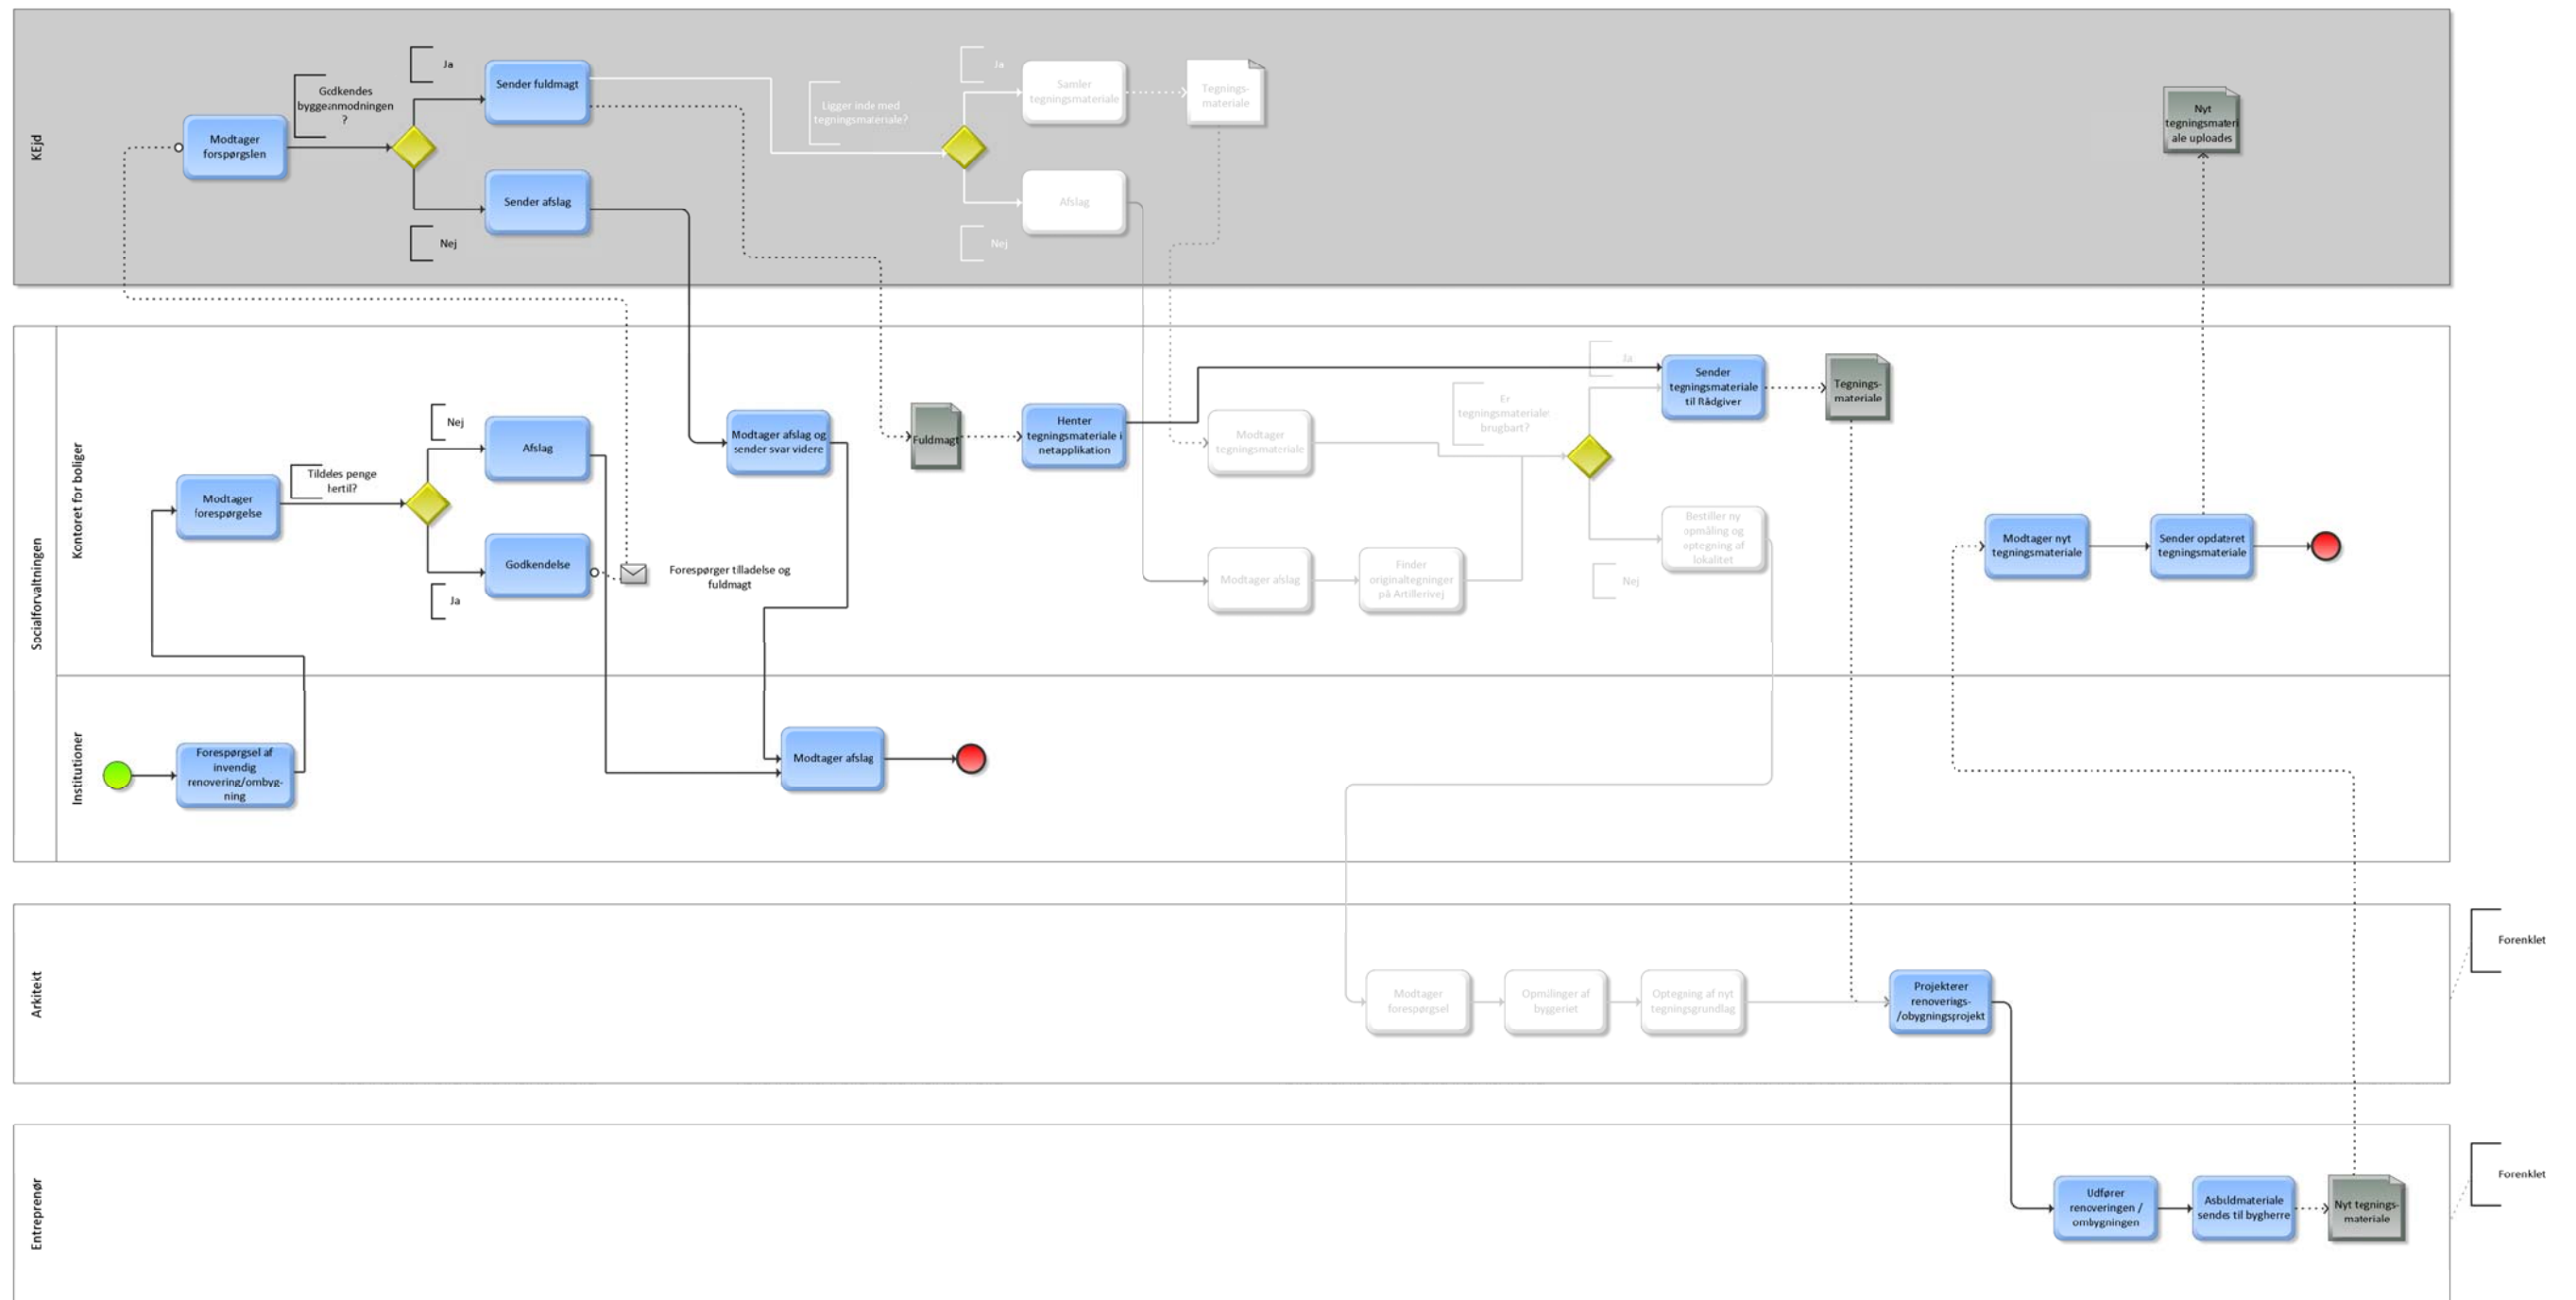 KEjd
Modtager
forspørgslen
Godkendes
byggeanmodningen
?
Ja
Nej
Sender fuldmagt
Sender afslag
Ligger inde med
tegningsmateriale?
Ja
Nej
Samler
tegningsmateriale
Afslag
Tegnings-
materiale
Nyt
tegningsmateri
ale uploades
Socialforvaltningen
Kontoret for boliger
Modtager
forespørgelse
Tildeles penge
hertil?
Nej
Ja
Afslag
Godkendelse
Forespørger tilladelse og
fuldmagt
Modtager afslag og
sender svar videre
Fuldmagt
Henter
tegningsmateriale i
netapplikation
Modtager
tegningsmateriale
Modtager afslag
Finder
originaltegninger
på Artillerivej
Er
tegningsmateriale
brugbart?
Ja
Nej
Sender
tegningsmateriale
til Rådgiver
Tegnings-
materiale
Bestiller ny
opmåling og
optegning af
lokalitet
Modtager nyt
tegningsmateriale
Sender opdateret
tegningsmateriale
Institutioner
Forespørgsel af
invendig
renovering/ombyg-
ning
Modtager afslag
Arkitekt
Modtager
forespørgsel
Opmålinger af
byggeriet
Optegning af nyt
tegningsgrundlag
Projekterer
renoverings-
/obygningsprojekt
Forenklet
Entreprenør
Udfører
renoveringen /
ombygningen
Asbuldmateriale
sendes til bygherre
Nyt tegnings-
materiale
Forenklet